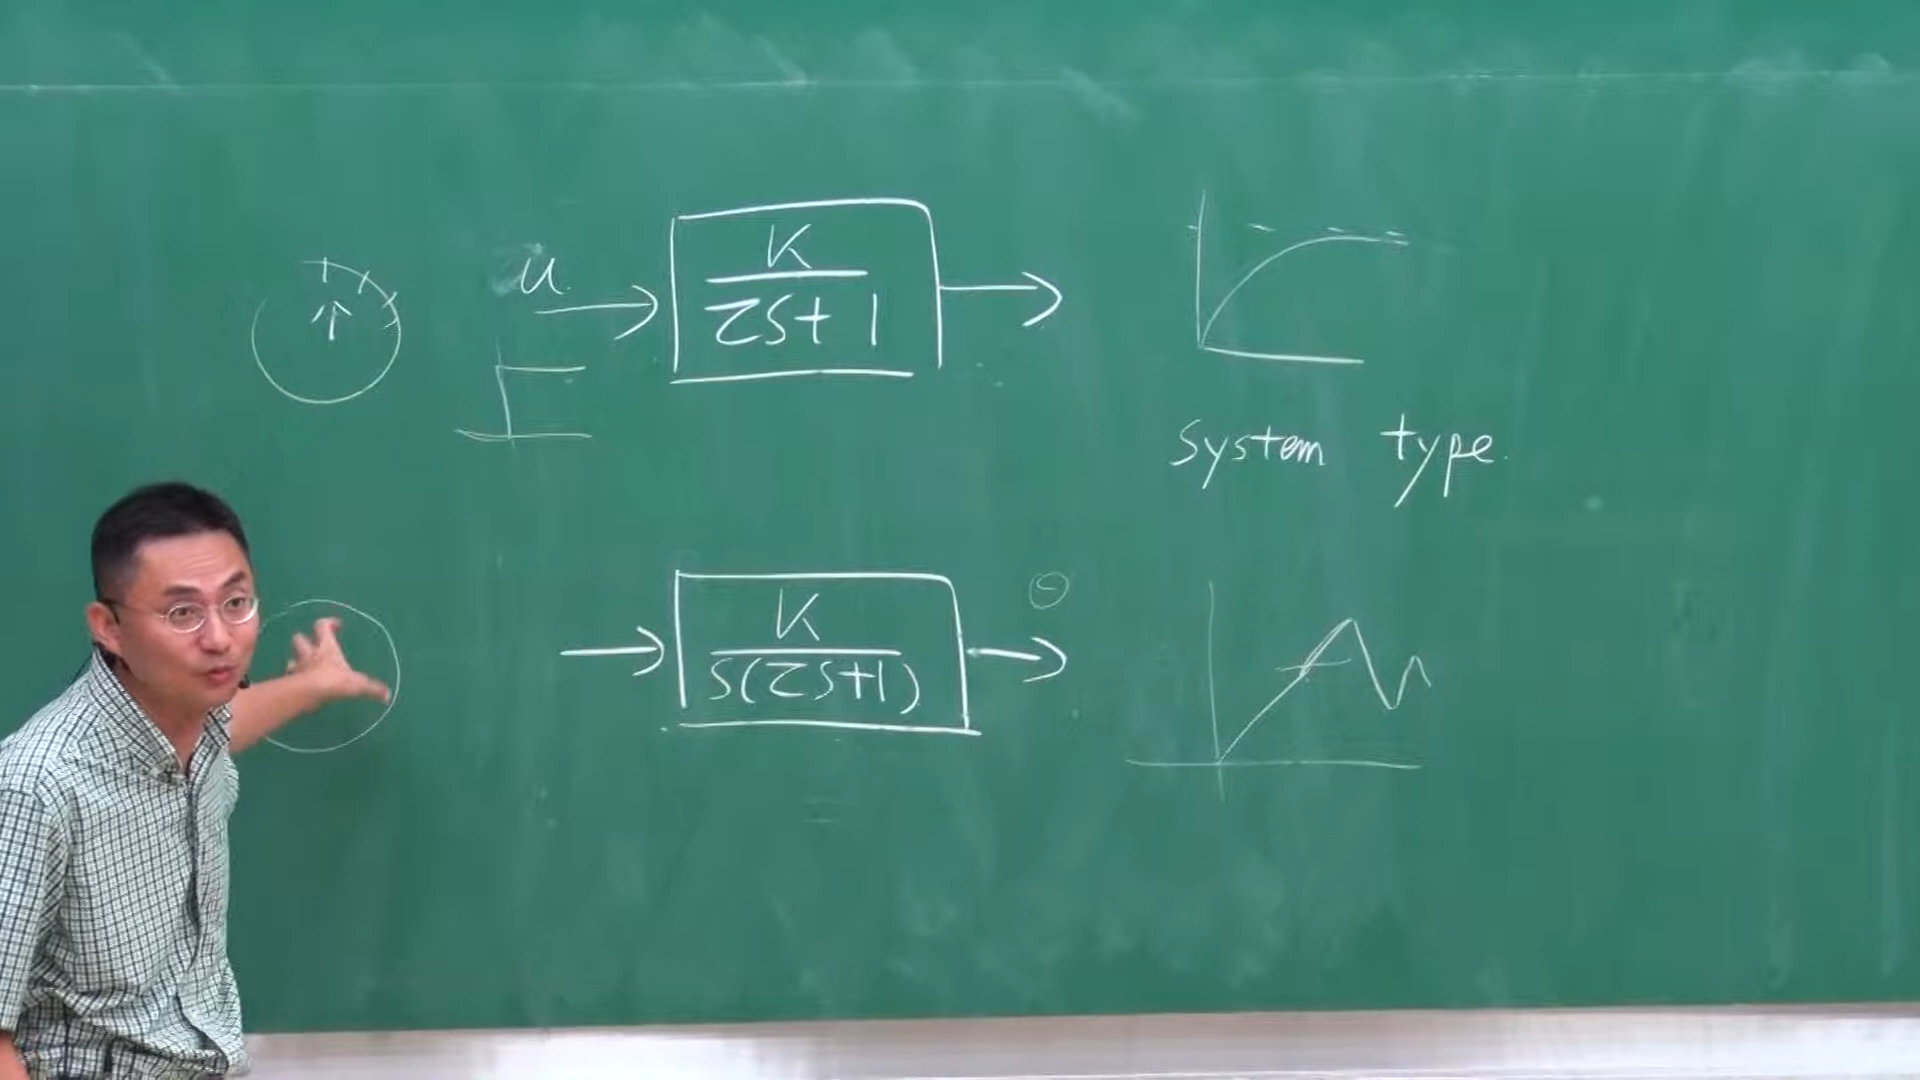 u
K
τs+1
system type.
K
s(τs+1)
θ